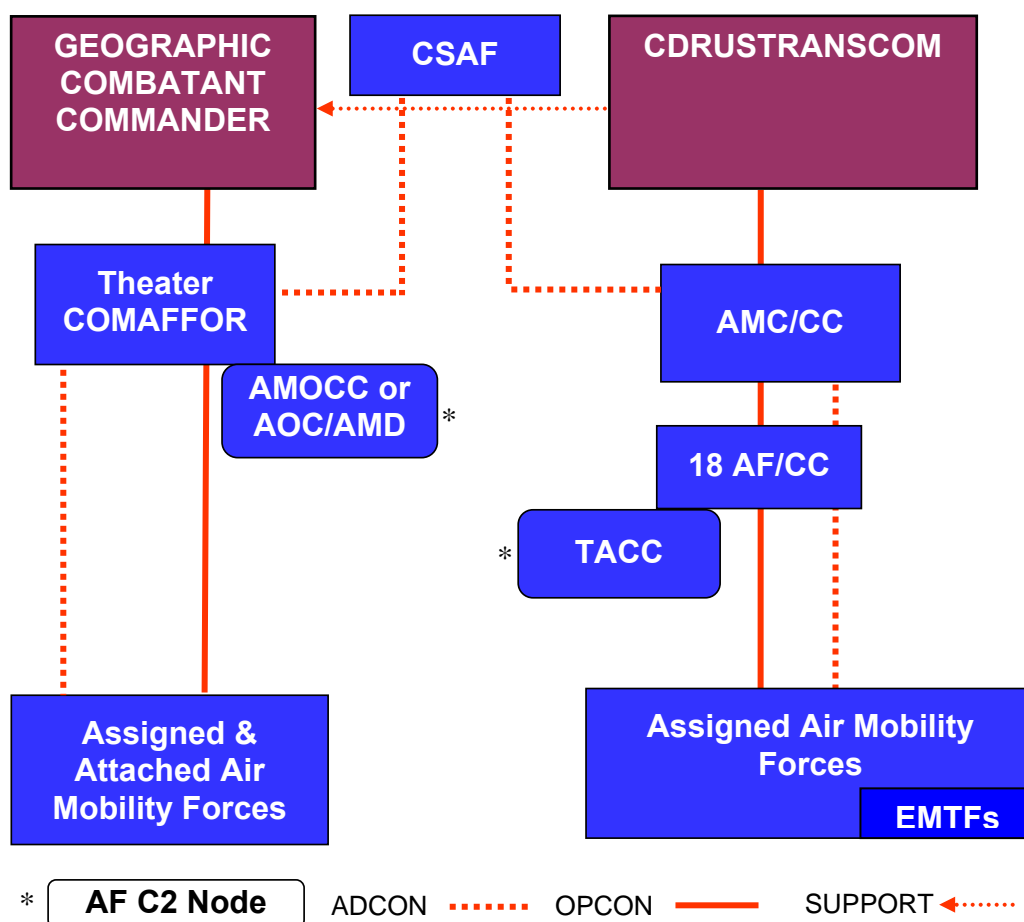 GEOGRAPHIC
COMBATANT
COMMANDER
CSAF
CDRUSTRANSCOM
Theater
COMAFFOR
AMC/CC
AMOCC or
AOC/AMD
*
18 AF/CC
*
TACC
Assigned &
Attached Air
Mobility Forces
Assigned Air Mobility
Forces
EMTFs
* AF C2 Node ADCON OPCON SUPPORT